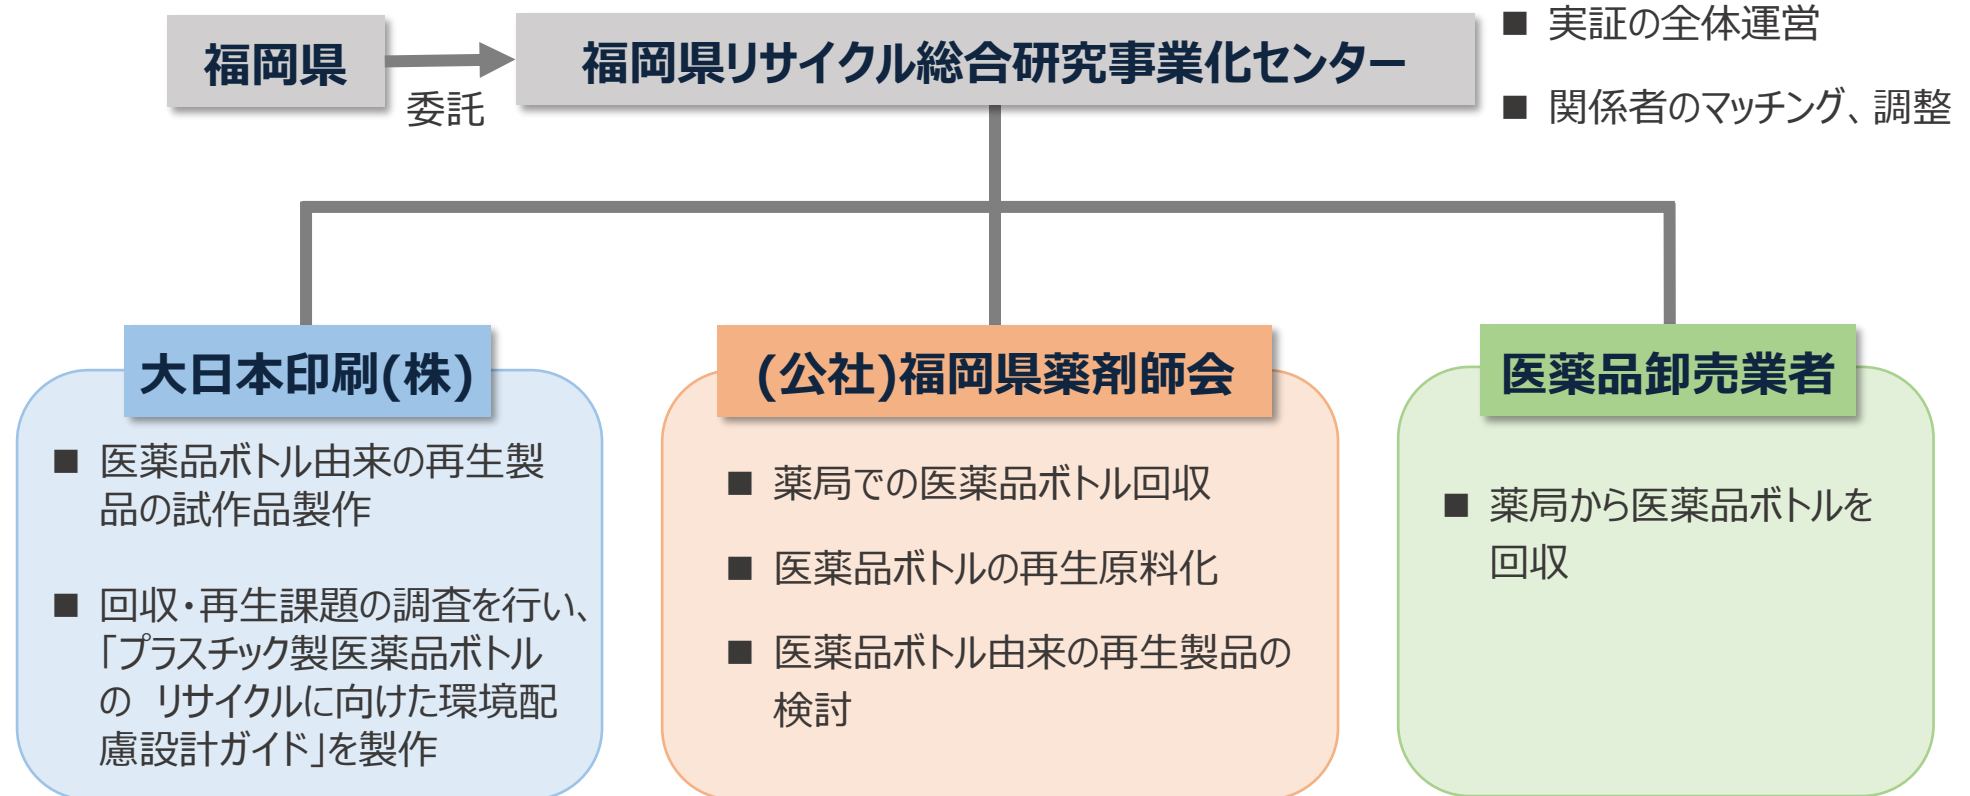 福岡県
委託
福岡県リサイクル総合研究事業化センター
■ 実証の全体運営
■ 関係者のマッチング、調整
大日本印刷(株)
■ 医薬品ボトル由来の再生製
品の試作品製作
■ 回収・再生課題の調査を行い、
「プラスチック製医薬品ボトル
の リサイクルに向けた環境配
慮設計ガイド」を製作
(公社)福岡県薬剤師会
■ 薬局での医薬品ボトル回収
■ 医薬品ボトルの再生原料化
■ 医薬品ボトル由来の再生製品の
検討
医薬品卸売業者
■ 薬局から医薬品ボトルを
回収